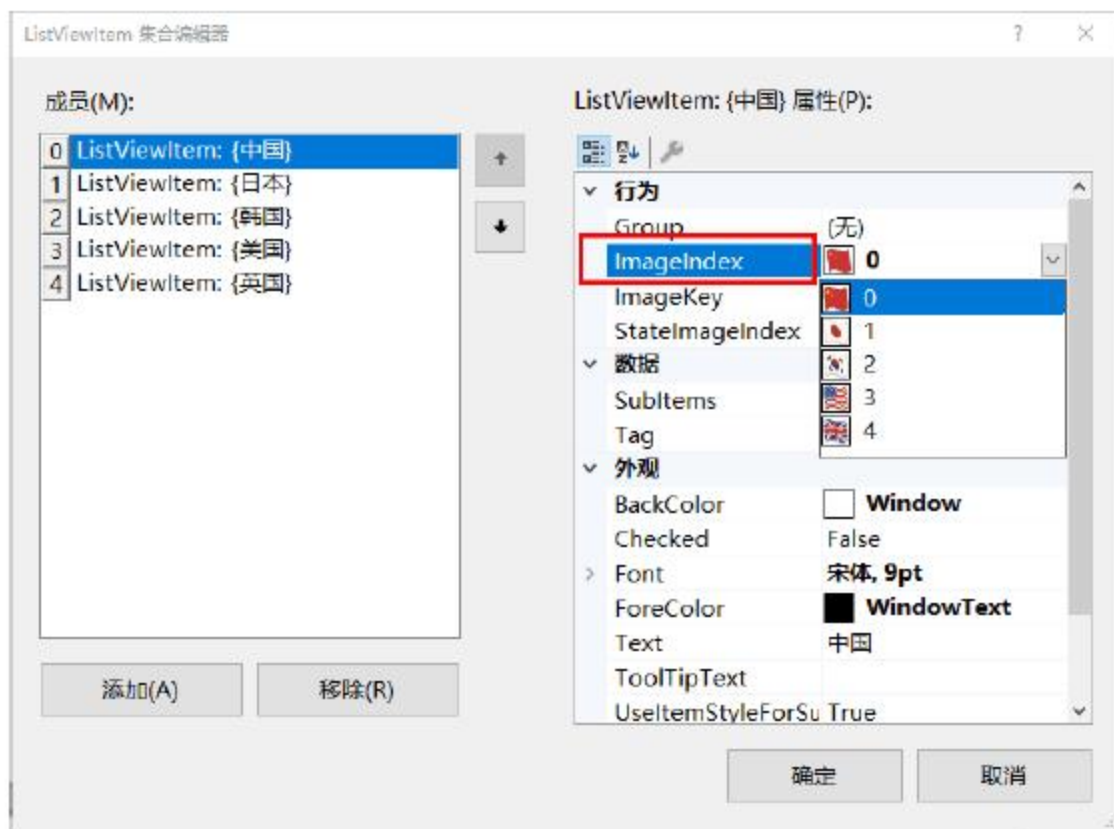 ListViewItem 集合编辑器
成员(M):
0 ListViewItem: {中国}
1 ListViewItem: {日本}
2 ListViewItem: {韩国}
3 ListViewItem: {美国}
4 ListViewItem: {英国}
添加(A)
移除(R)
ListViewItem: {中国} 属性(P):
行为
Group (无)
ImageIndex 0
ImageKey 0
StateImageIndex 1
数据 2
SubItems 3
Tag 4
外观
BackColor Window
Checked False
Font 宋体, 9pt
ForeColor WindowText
Text 中国
ToolTipText
UseItemStyleForSu True
确定
取消